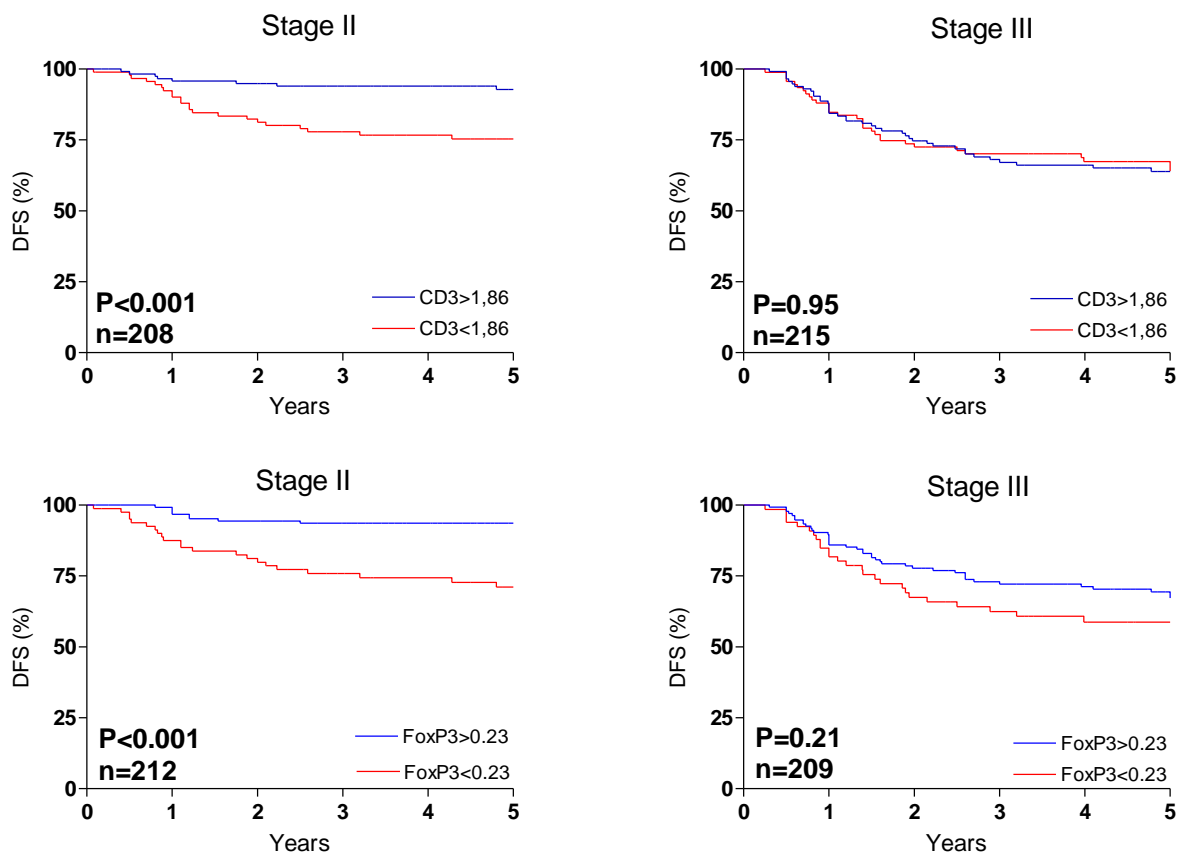 Stage II
100
75
50
25
0
DFS (%)
P<0.001
n=208
CD3>1,86
CD3<1,86
0 1 2 3 4 5
Years
Stage III
100
75
50
25
0
DFS (%)
P=0.95
n=215
CD3>1,86
CD3<1,86
0 1 2 3 4 5
Years
Stage II
100
75
50
25
0
DFS (%)
P<0.001
n=212
FoxP3>0.23
FoxP3<0.23
0 1 2 3 4 5
Years
Stage III
100
75
50
25
0
DFS (%)
P=0.21
n=209
FoxP3>0.23
FoxP3<0.23
0 1 2 3 4 5
Years